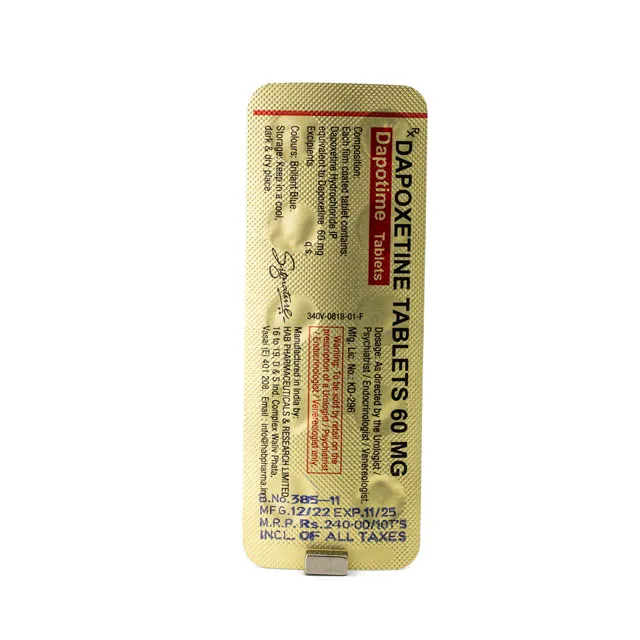 Rx DAPOXETINE TABLETS 60 MG
Dapotime Tablets
Composition:
Each film coated tablet contains:
Dapoxetine Hydrochloride IP
equivalent to Dapoxetine 60 mg
Excipients q.s.
Colours: Brilliant Blue.
Storage: Keep in a cool,
dark & dry place.
Signature
340V-0818-01-F
Dosage: As directed by the Urologist /
Psychiatrist / Endocrinologist / Venereologist.
Mfg. Lic. No.: KD-296
Warning: To be sold by retail on the
prescription of a Urologist / Psychiatrist
/ Endocrinologist / Venereologist only.
Manufactured in India by:
HAB PHARMACEUTICALS & RESEARCH LIMITED
16 to 19, D & S Ind. Complex Waliv Phata,
Vasai (E) 401 208. Email : info@habpharma.in
B.No. 385-11
MFG.12/22 EXP.11/25
M.R.P. Rs.240.00/10T'S
INCL. OF ALL TAXES